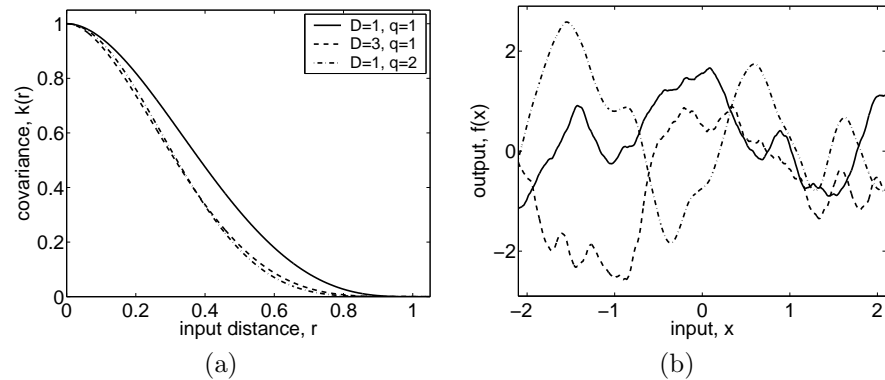 1
0.8
0.6
0.4
0.2
0
0 0.2 0.4 0.6 0.8 1
covariance, k(r)
input distance, r
D=1, q=1
D=3, q=1
D=1, q=2
(a)
2
0
−2
−2 −1 0 1 2
output, f(x)
input, x
(b)